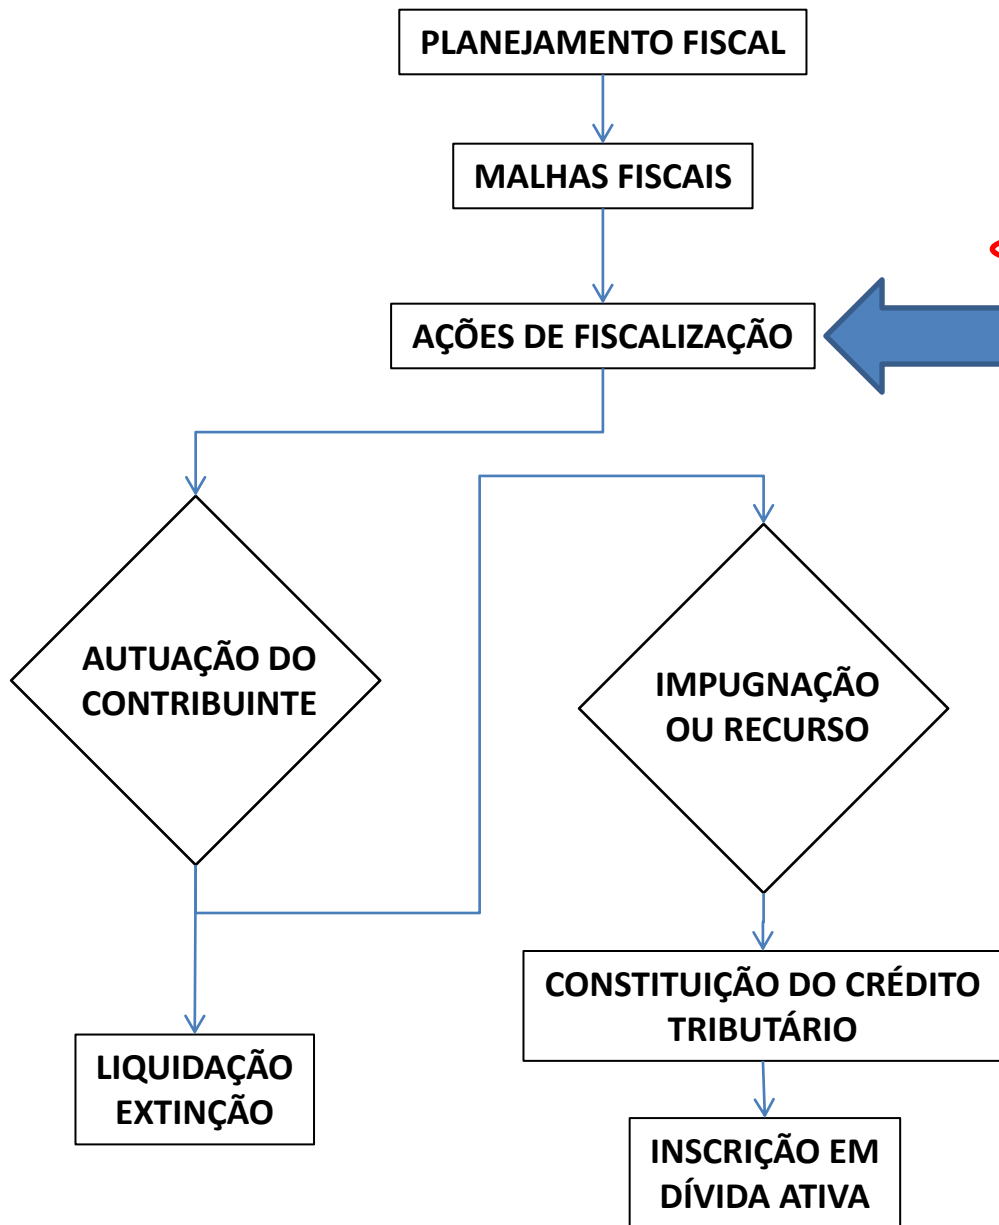 PLANEJAMENTO FISCAL
MALHAS FISCAIS
AÇÕES DE FISCALIZAÇÃO
AUTUAÇÃO DO
CONTRIBUINTE
IMPUGNAÇÃO
OU RECURSO
CONSTITUIÇÃO DO CRÉDITO
TRIBUTÁRIO
LIQUIDAÇÃO
EXTINÇÃO
INSCRIÇÃO EM
DÍVIDA ATIVA